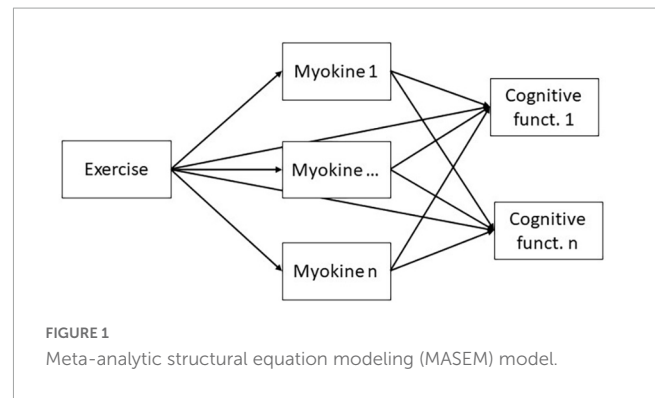 Myokine 1
Cognitive
funct. 1
Exercise
Myokine ...
Cognitive
funct. n
Myokine n
FIGURE 1
Meta-analytic structural equation modeling (MASEM) model.